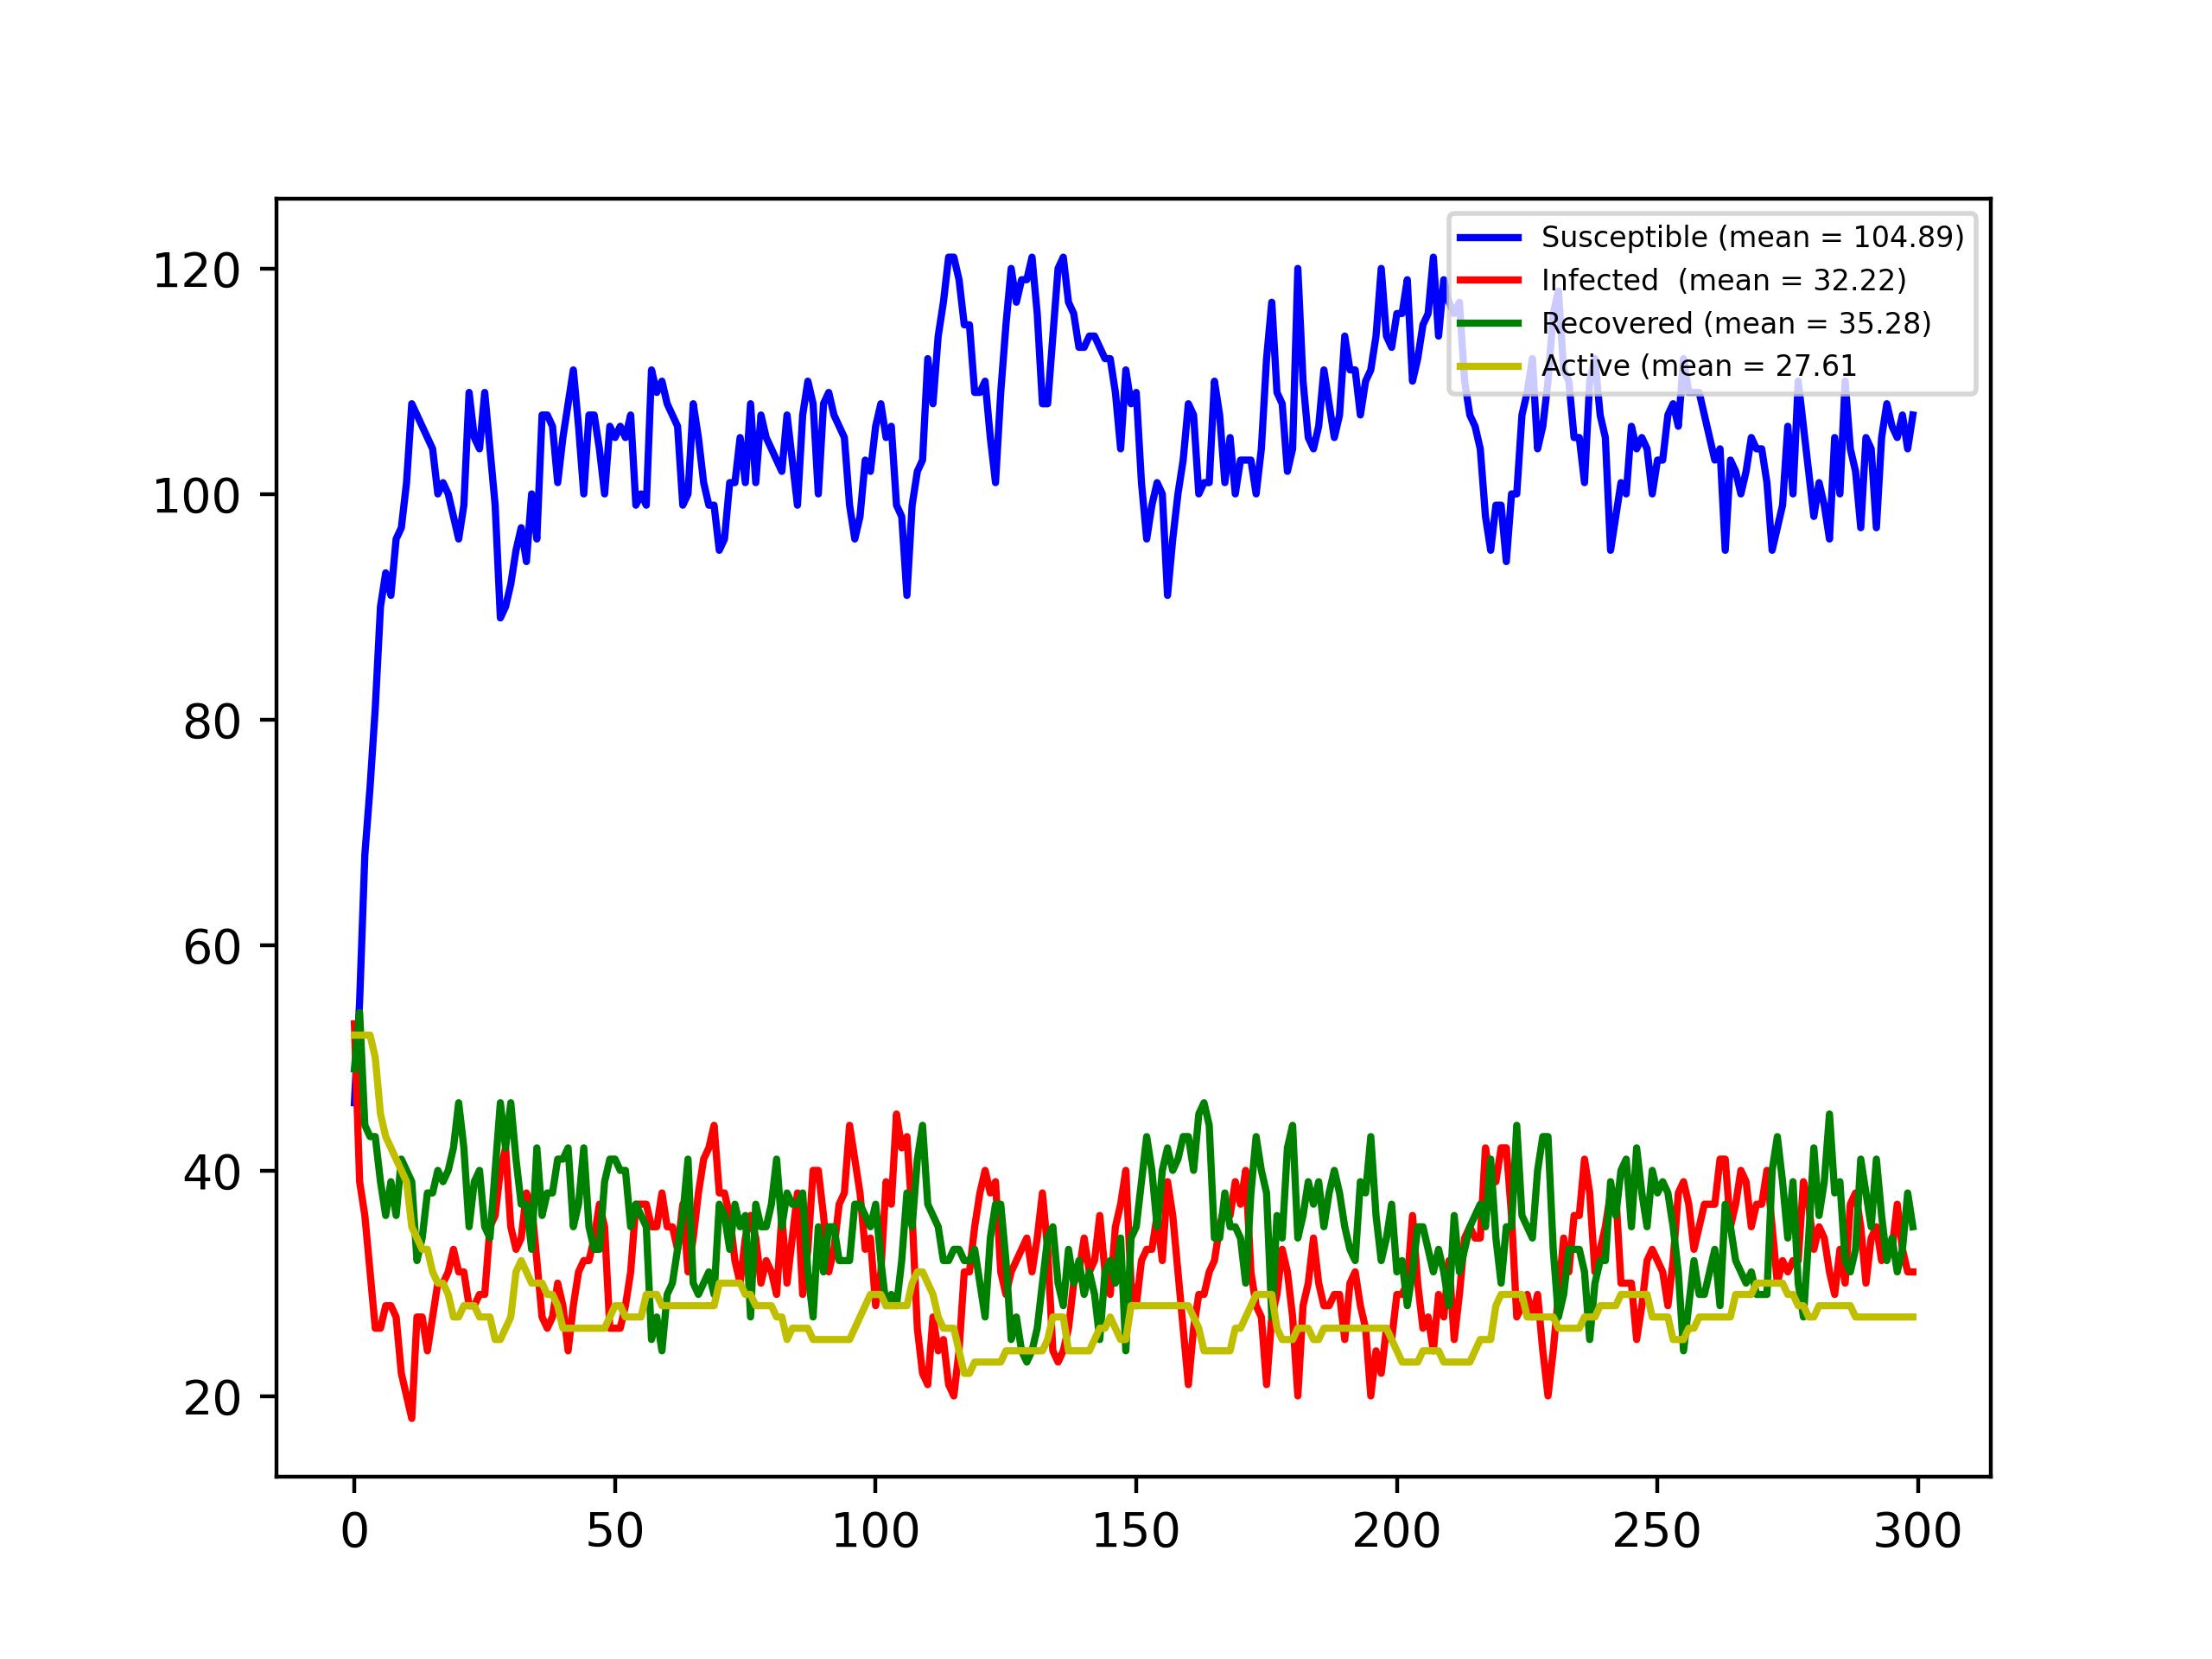 Susceptible (mean = 104.89)
Infected  (mean = 32.22)
Recovered (mean = 35.28)
Active (mean = 27.61
120
100
80
60
40
20
0 50 100 150 200 250 300